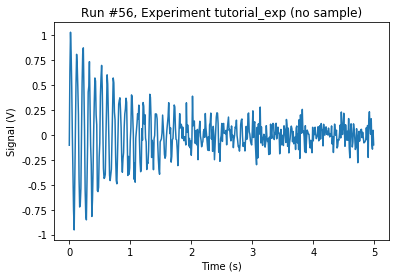 Run #56, Experiment tutorial_exp (no sample)
1
0.75
0.5
0.25
0
-0.25
-0.5
-0.75
-1
Signal (V)
0 1 2 3 4 5
Time (s)